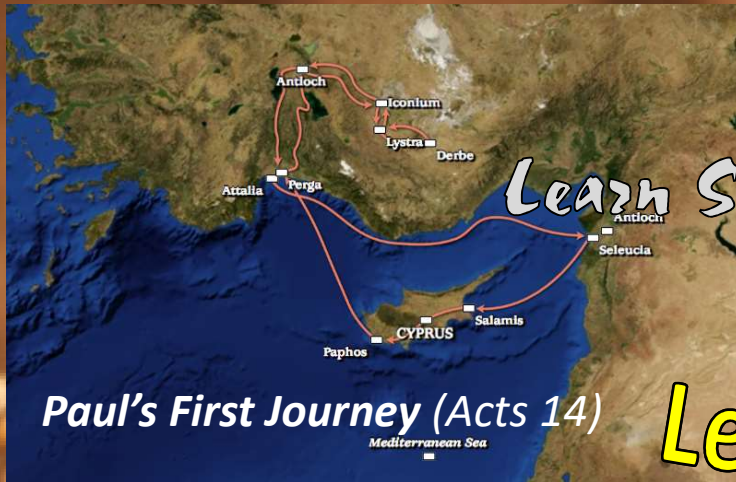 Antioch
Iconium
Lystra
Derbe
Attalia
Perga
Learn S
Antioch
Seleucia
Salamis
CYPRUS
Paphos
Paul's First Journey (Acts 14)
Le
Mediterranean Sea